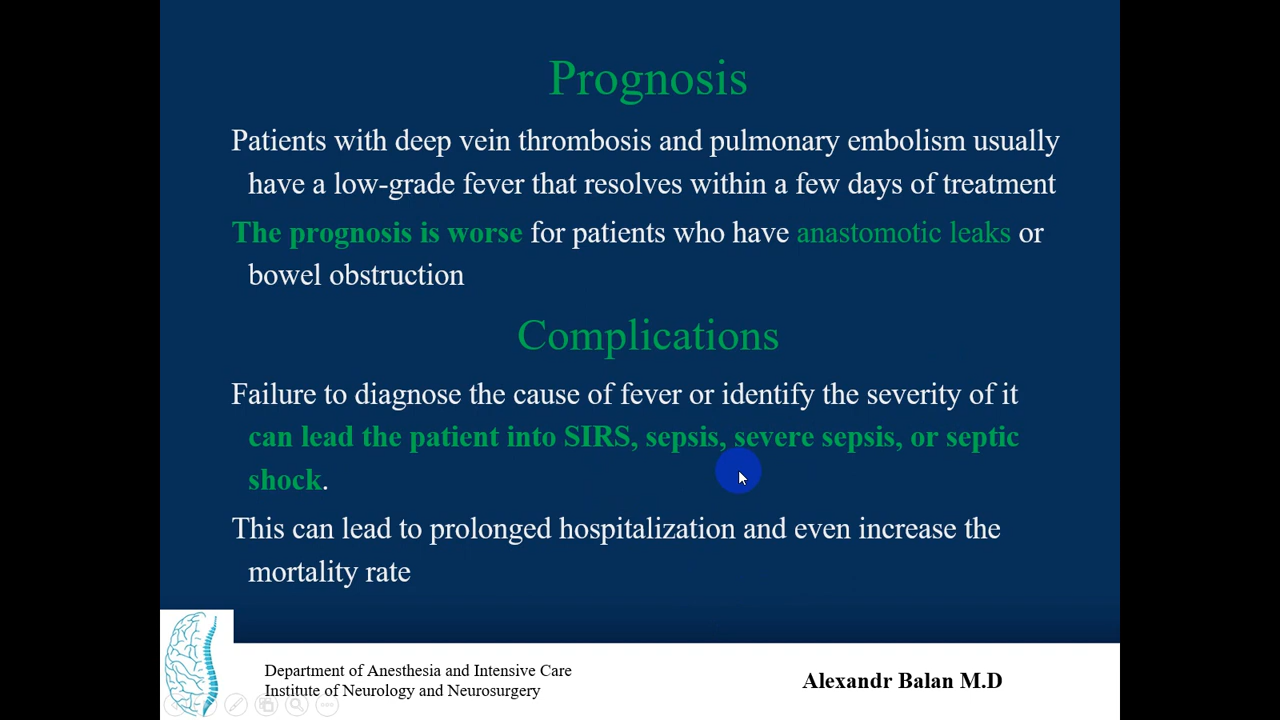 Prognosis
Patients with deep vein thrombosis and pulmonary embolism usually
have a low-grade fever that resolves within a few days of treatment
The prognosis is worse for patients who have anastomotic leaks or
bowel obstruction
Complications
Failure to diagnose the cause of fever or identify the severity of it
can lead the patient into SIRS, sepsis, severe sepsis, or septic
shock.
This can lead to prolonged hospitalization and even increase the
mortality rate
Department of Anesthesia and Intensive Care
Institute of Neurology and Neurosurgery
Alexandr Balan M.D